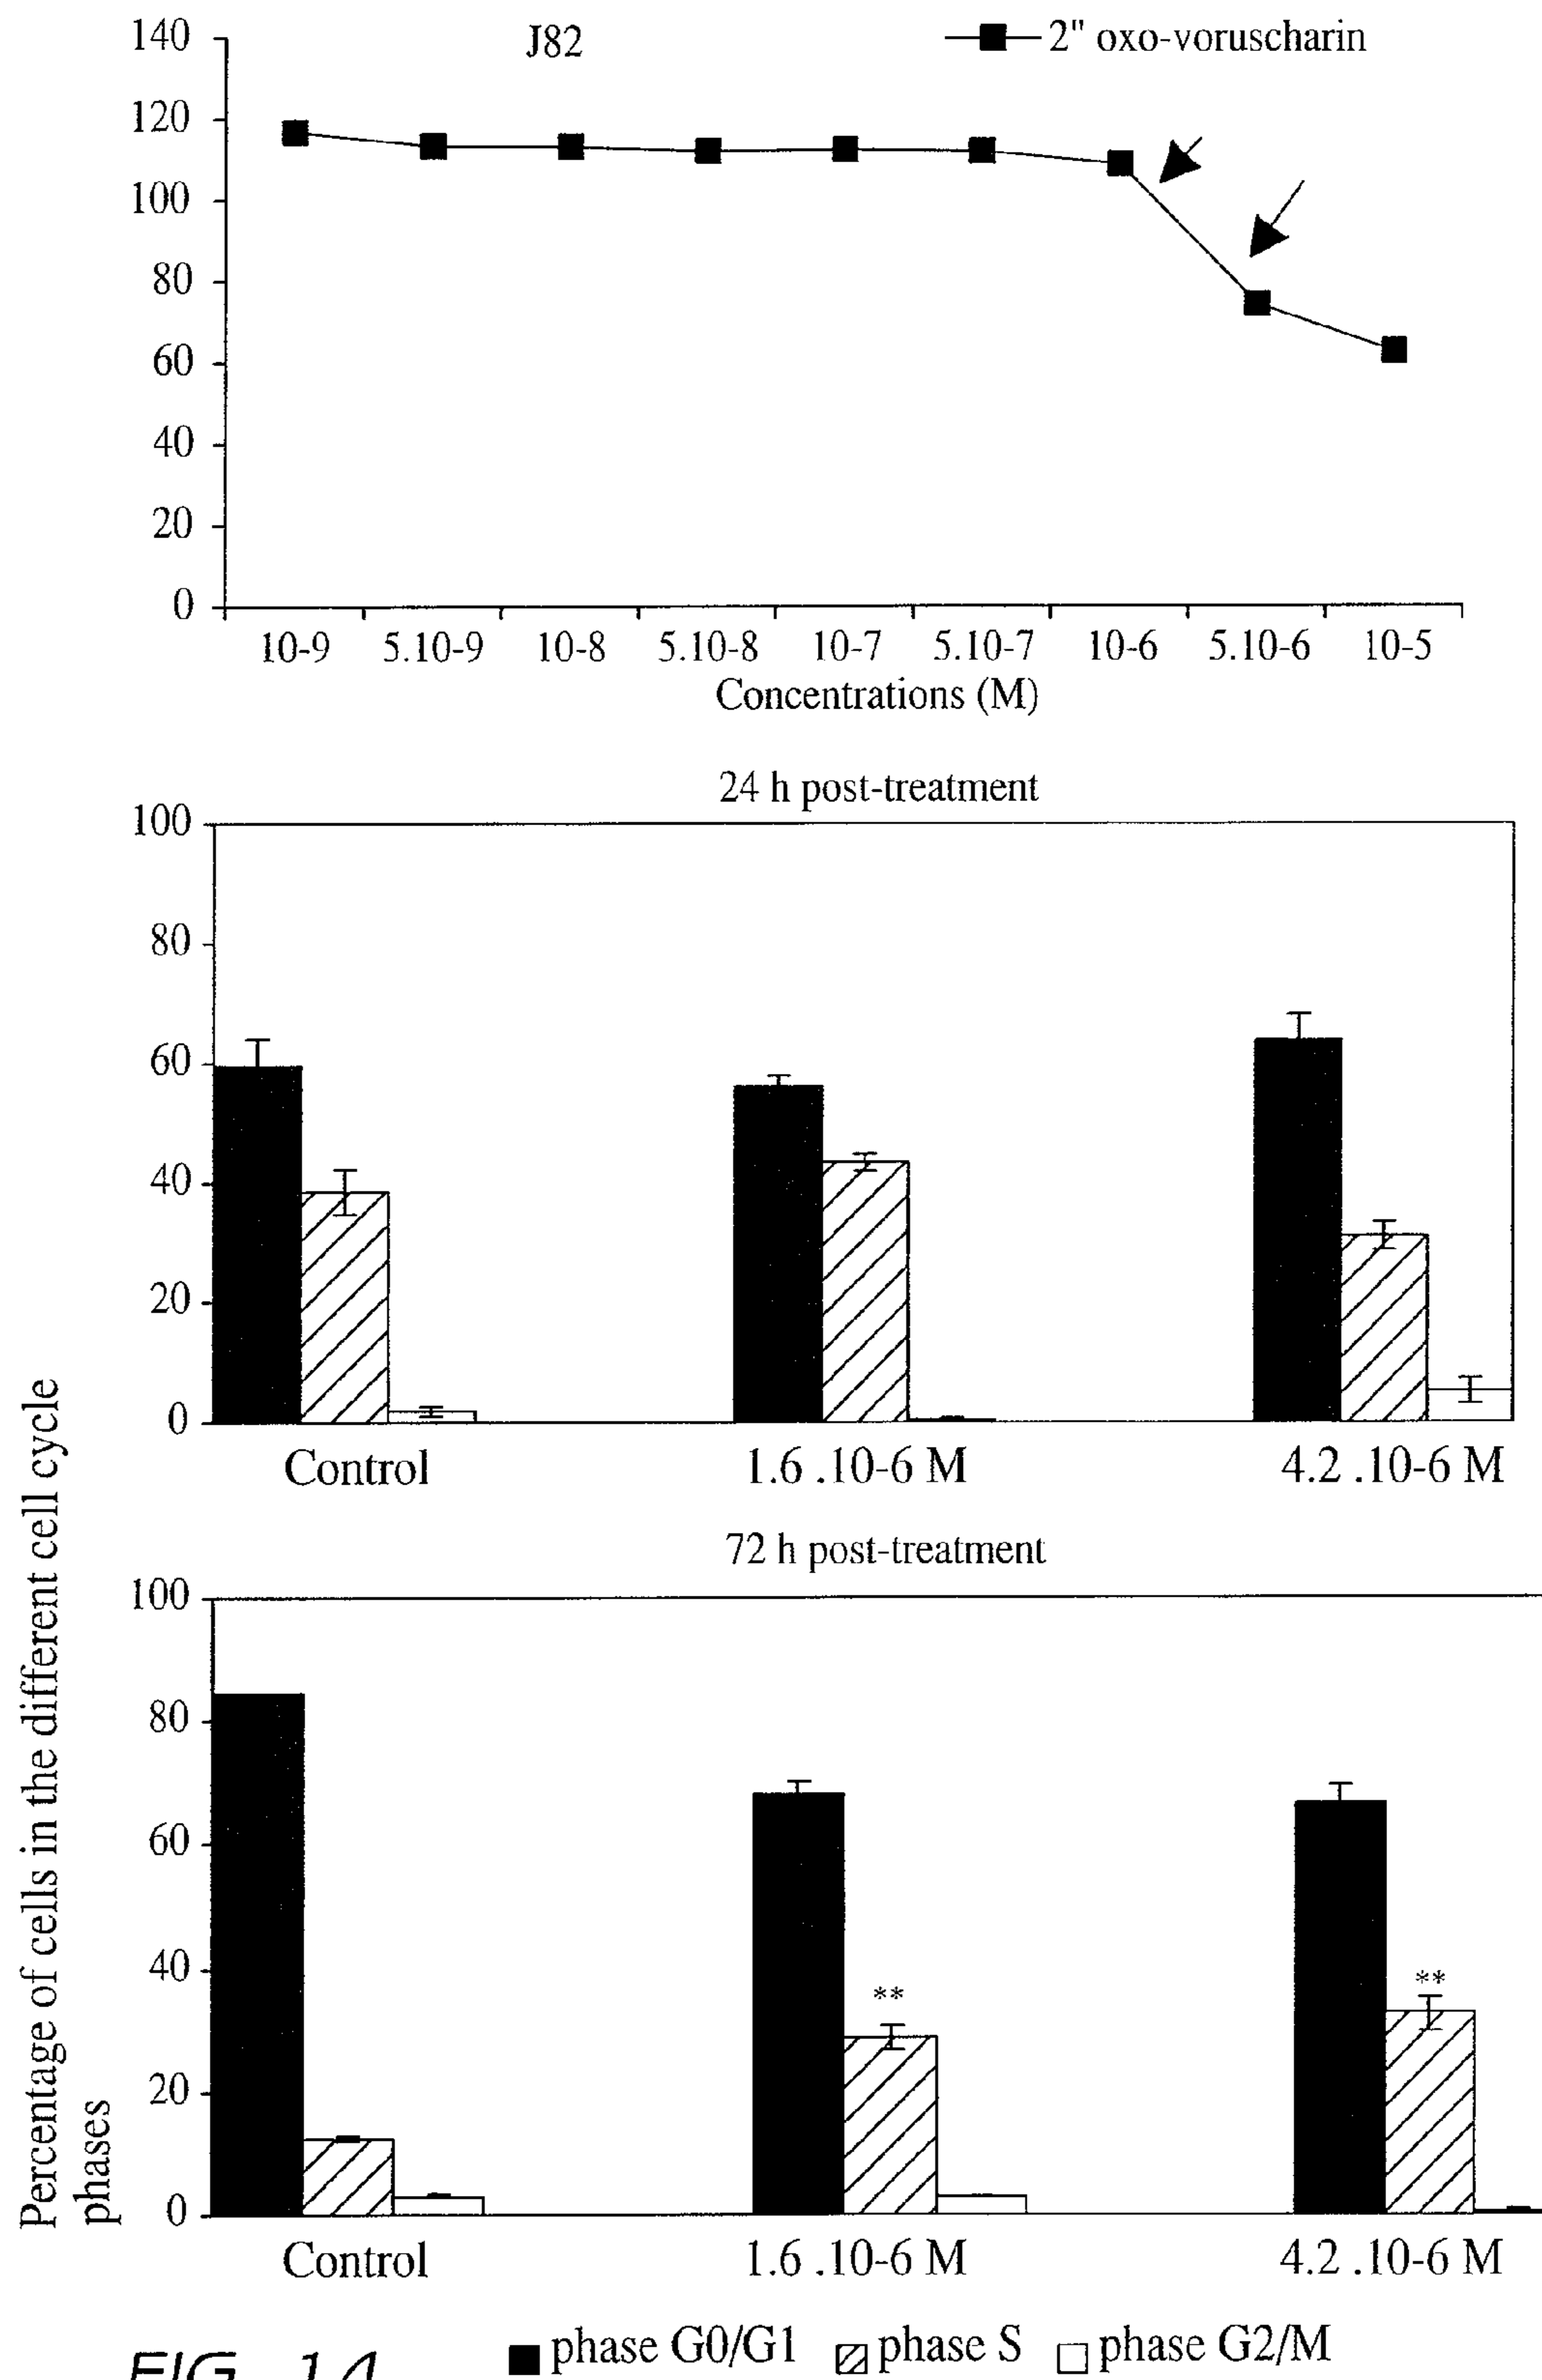 J82
2" oxo-voruscharin
140
120
100
80
60
40
20
0
10-9 5.10-9 10-8 5.10-8 10-7 5.10-7 10-6 5.10-6 10-5
Concentrations (M)
24 h post-treatment
100
80
60
40
20
0
Control 1.6 .10-6 M 4.2 .10-6 M
72 h post-treatment
100
80
60
40
20
0
** **
Control 1.6 .10-6 M 4.2 .10-6 M
Percentage of cells in the different cell cycle
phases
phase G0/G1 phase S phase G2/M
FIG. 14